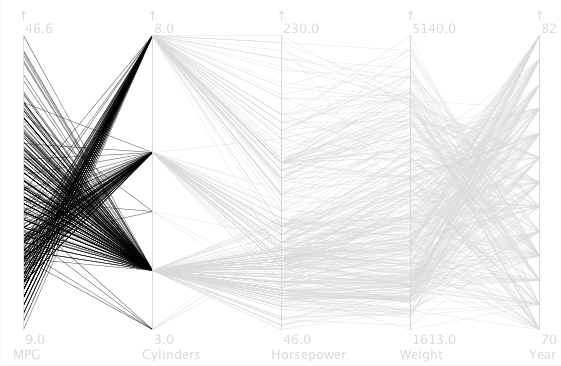 ↑ ↑ ↑ ↑ ↑
46.6 8.0 230.0 5140.0 82
9.0 3.0 46.0 1613.0 70
MPG Cylinders Horsepower Weight Year